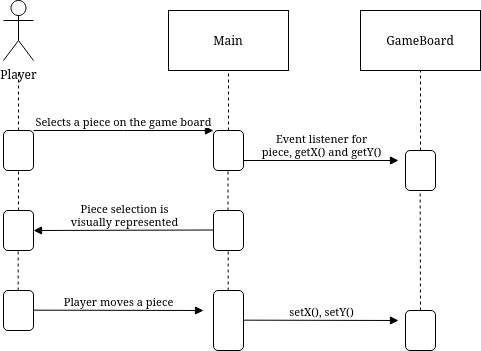 Main
GameBoard
Player
Selects a piece on the game board
Event listener for
piece, getX() and getY()
Piece selection is
visually represented
Player moves a piece
setX(), setY()